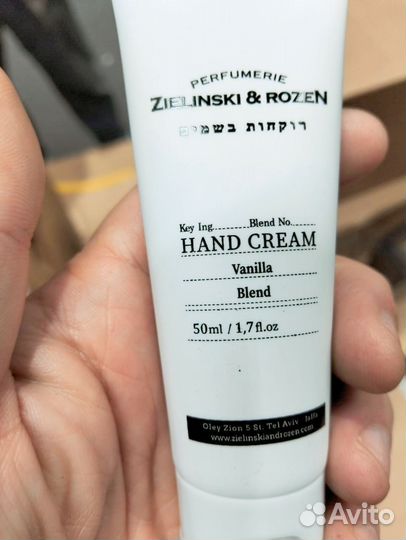 PERFUMERIE
ZIELINSKI & ROZEN
רוקחות בשמים
Key Ing Blend No
HAND CREAM
Vanilla
Blend
50ml / 1,7fl.oz
Oley Zion 5 St. Tel Aviv Jaffa
www.zielinskiandrozen.com
Avito